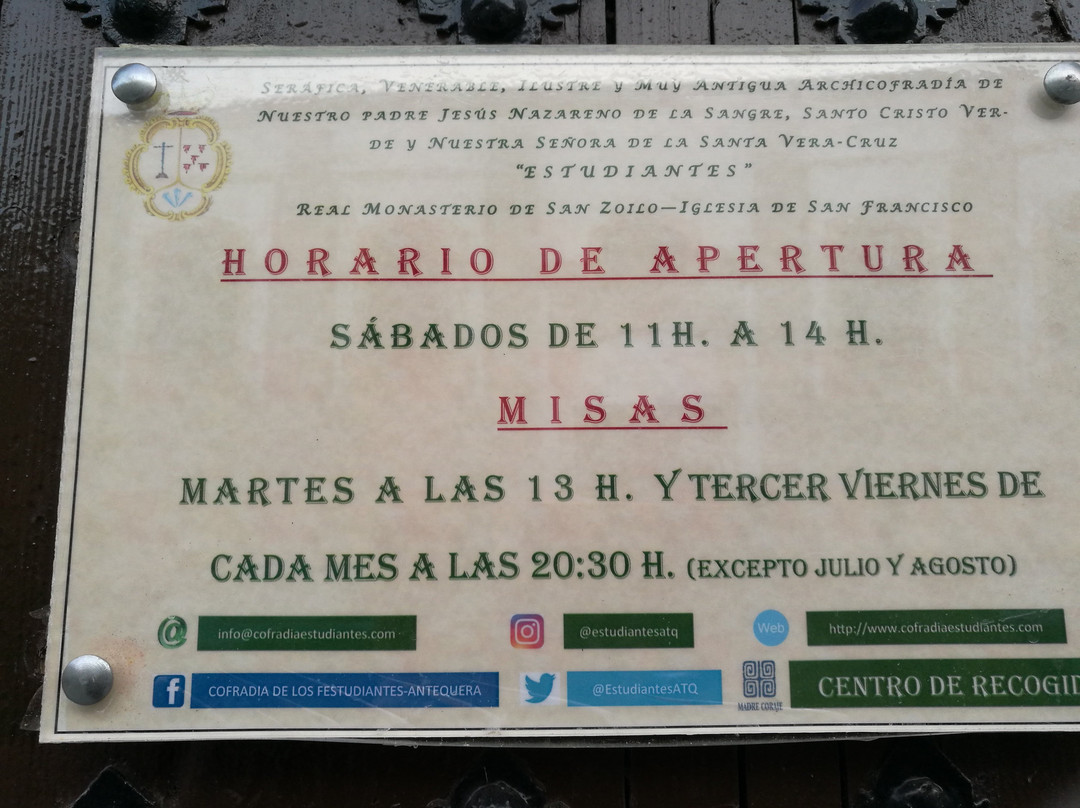 SERÁFICA, VENERABLE, ILUSTRE Y MUY ANTIGUA ARCHICOFRADÍA DE
NUESTRO PADRE JESÚS NAZARENO DE LA SANGRE, SANTO CRISTO VER-
DE Y NUESTRA SEÑORA DE LA SANTA VERA-CRUZ
"ESTUDIANTES"
REAL MONASTERIO DE SAN ZOILO—IGLESIA DE SAN FRANCISCO
HORARIO DE APERTURA
SÁBADOS DE 11H. A 14 H.
MISAS
MARTES A LAS 13 H. Y TERCER VIERNES DE
CADA MES A LAS 20:30 H. (EXCEPTO JULIO Y AGOSTO)
@ info@cofradiaestudiantes.com @estudiantesatq Web http://www.cofradiaestudiantes.com
f COFRADIA DE LOS FESTUDIANTES-ANTEQUERA @EstudiantesATQ MADRE CORAJE CENTRO DE RECOGID